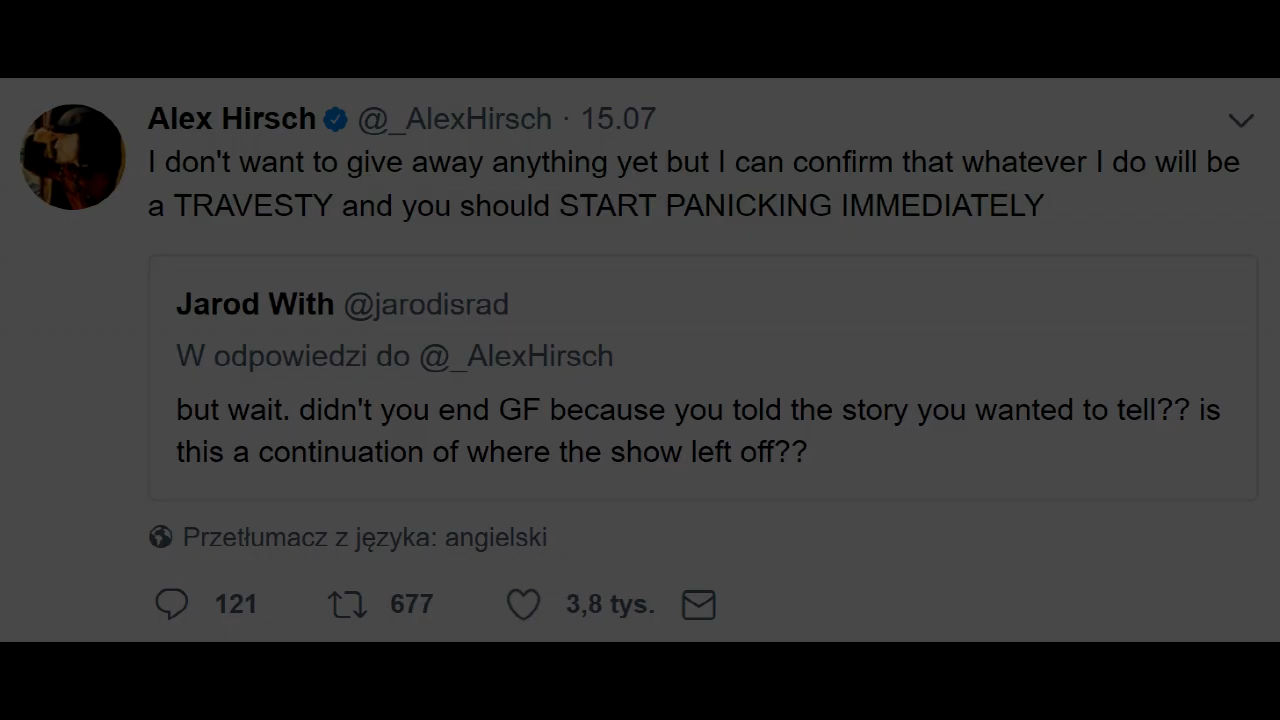 Alex Hirsch @_AlexHirsch · 15.07
I don't want to give away anything yet but I can confirm that whatever I do will be
a TRAVESTY and you should START PANICKING IMMEDIATELY
Jarod With @jarodisrad
W odpowiedzi do @_AlexHirsch
but wait. didn't you end GF because you told the story you wanted to tell?? is
this a continuation of where the show left off??
Przetłumacz z języka: angielski
121 677 3,8 tys.